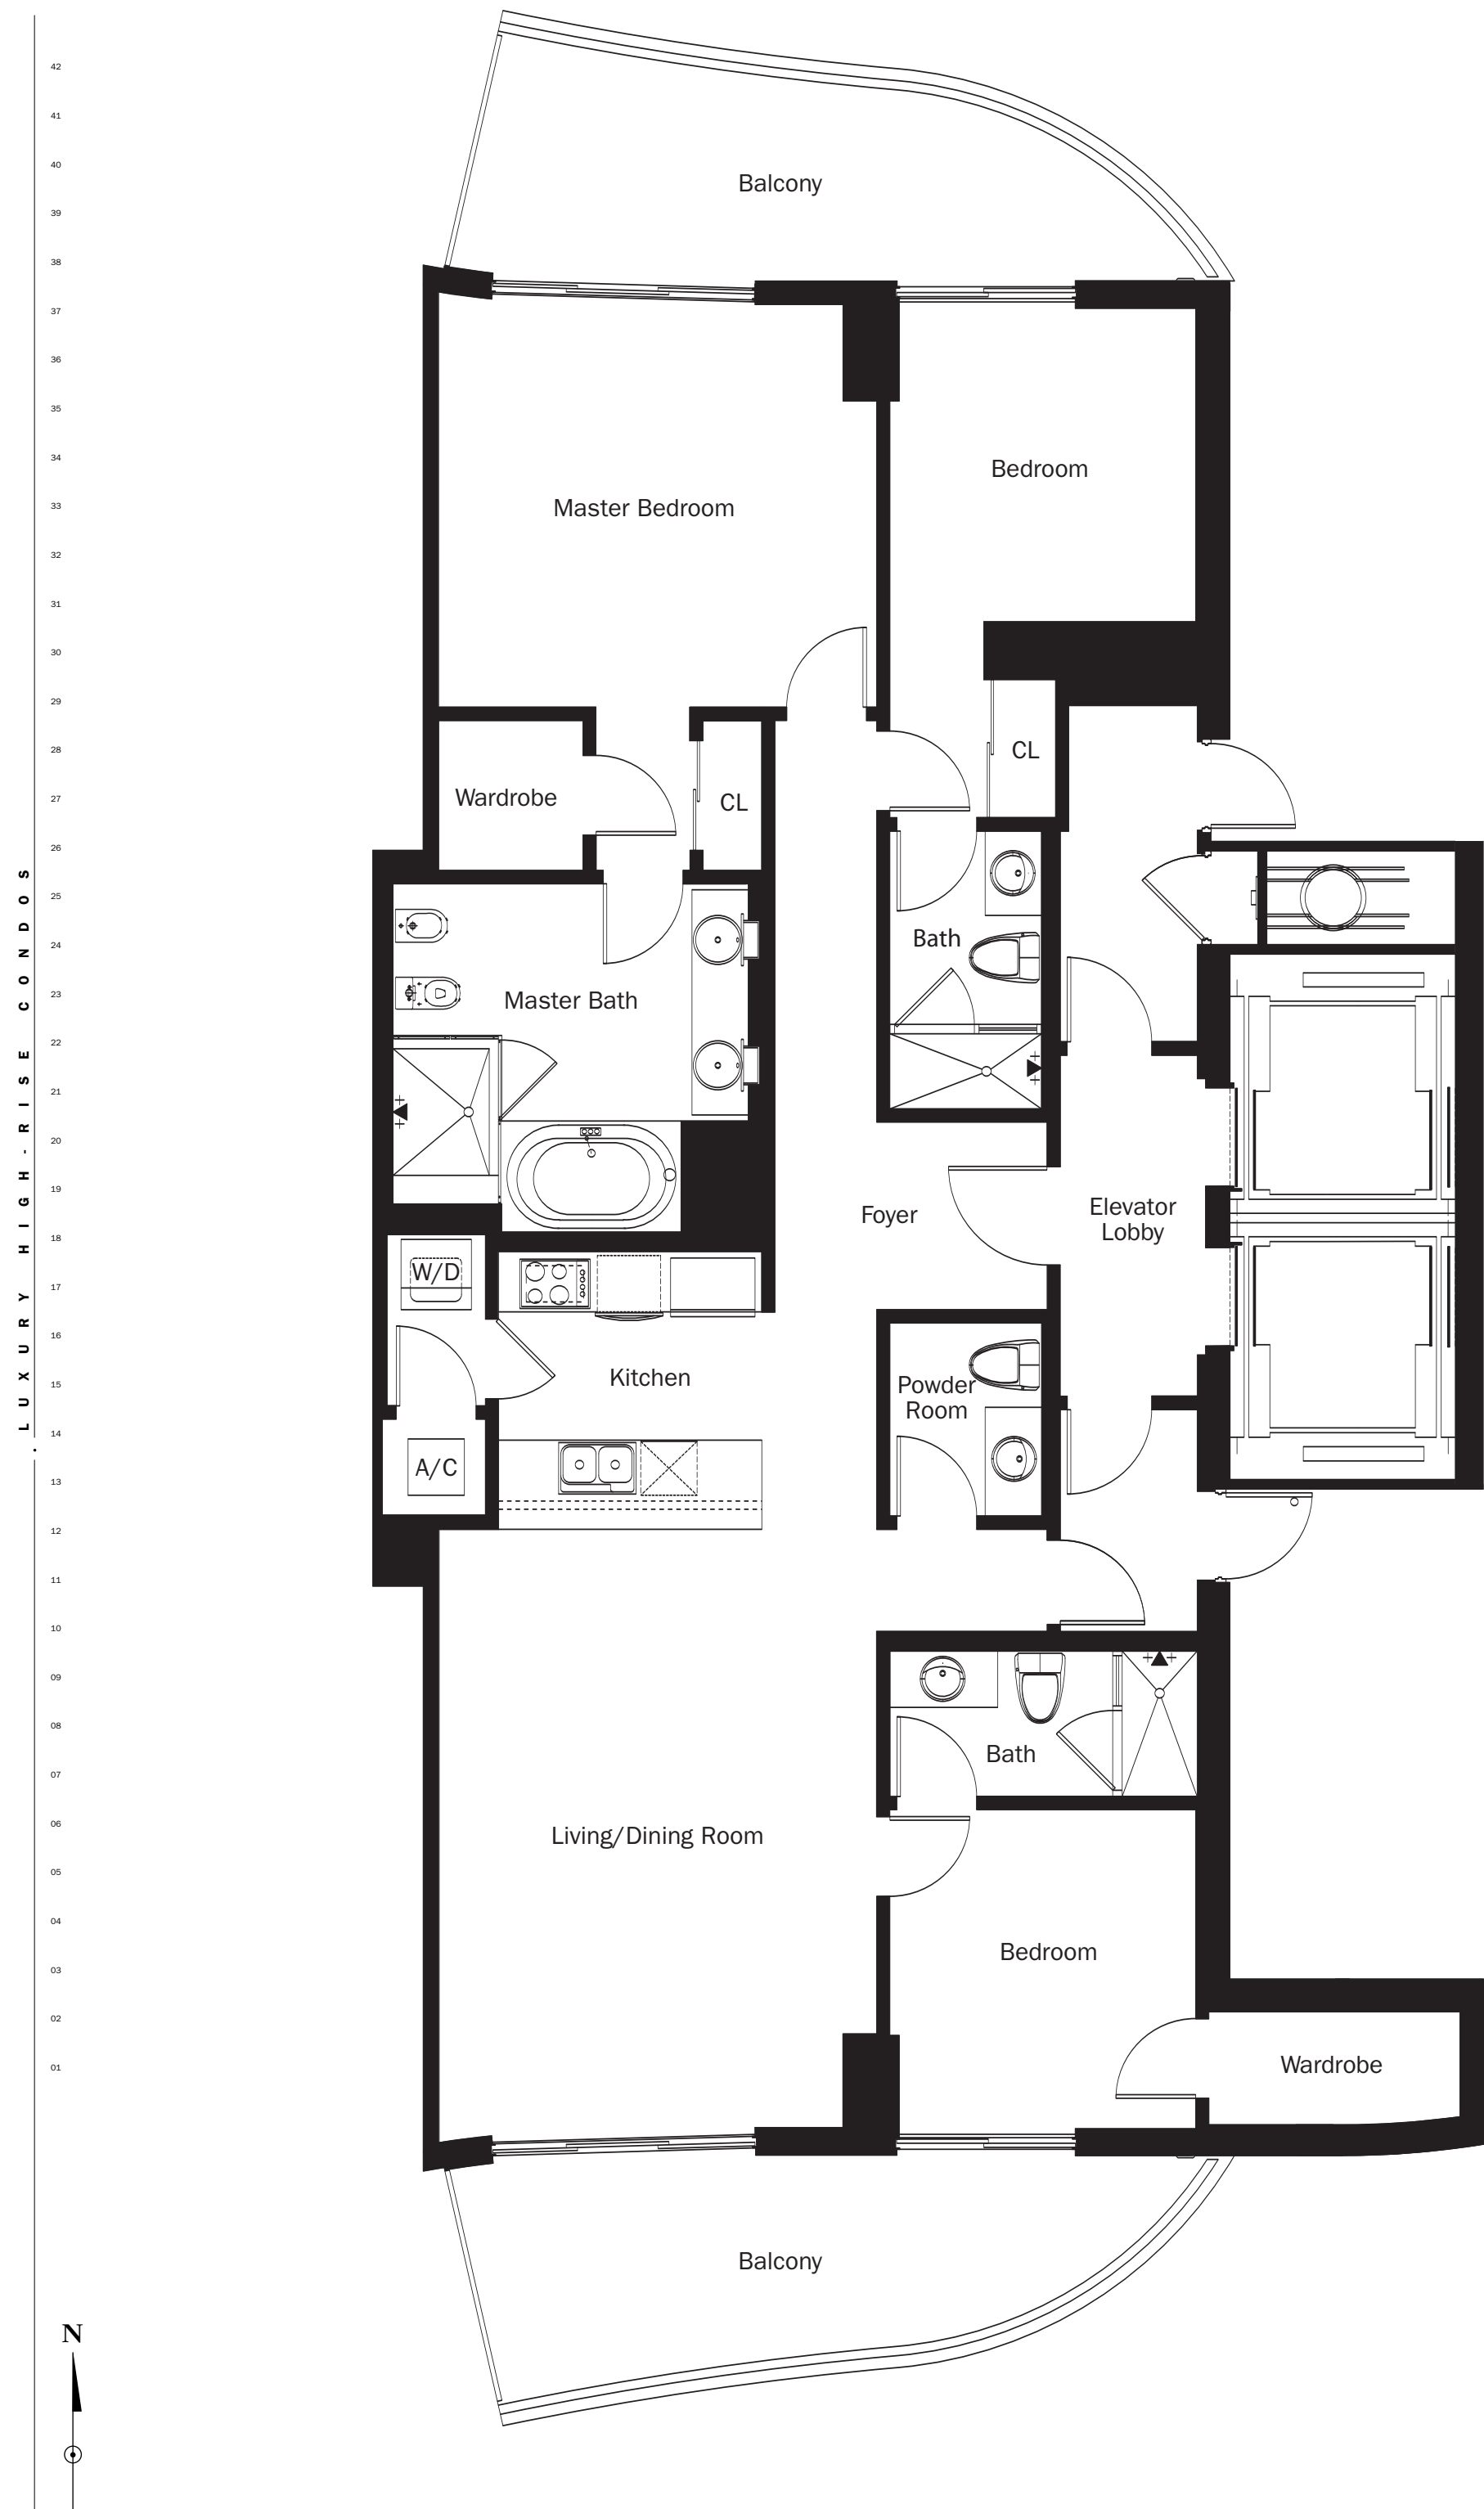 LUXURY HIGH-RISE CONDOS
42
41
40
39
38
37
36
35
34
33
32
31
30
29
28
27
26
25
24
23
22
21
20
19
18
17
16
15
14
13
12
11
10
09
08
07
06
05
04
03
02
01
N
Balcony
Bedroom
Master Bedroom
CL
Wardrobe
CL
Bath
Master Bath
Elevator
Lobby
Foyer
W/D
Kitchen
Powder
Room
A/C
Bath
Living/Dining Room
Bedroom
Wardrobe
Balcony